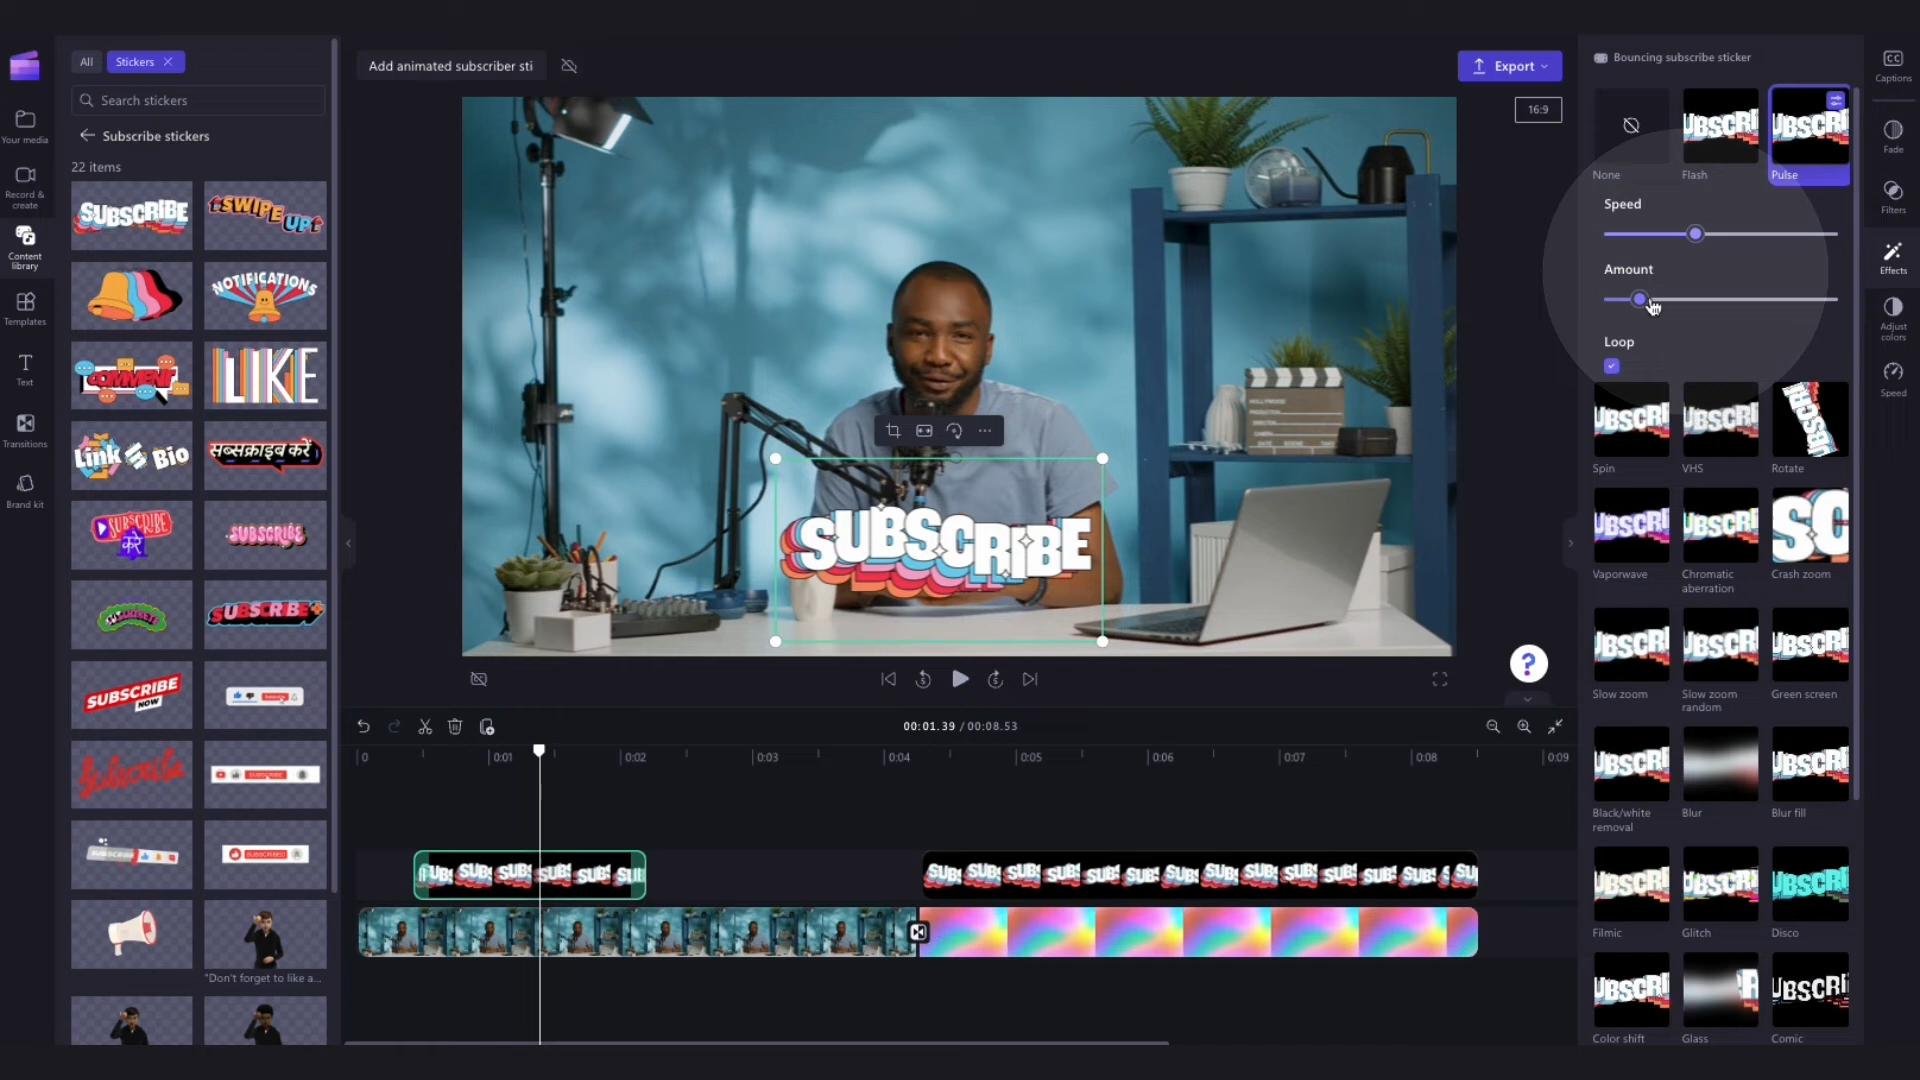 All
Stickers
Add animated subscriber sti
Export
Bouncing subscribe sticker
Captions
Search stickers
16:9
Your media
Subscribe stickers
22 items
None
Flash
Pulse
Fade
Record & create
SUBSCRIBE
SWIPE UP!
Speed
Filters
Content library
Amount
Effects
NOTIFICATIONS
Templates
Loop
Adjust colors
COMMENT
LIKE
Text
Speed
Transitions
Link in Bio
सब्सक्राइब करें
Spin
VHS
Rotate
Brand kit
SUBSCRIBE
करें
SUBSCRIBE
SUBSCRIBE
Vaporwave
Chromatic aberration
Crash zoom
SUBSCRIBE
SUBSCRIBE+
SUBSCRIBE NOW
Slow zoom
Slow zoom random
Green screen
00:01.39 / 00:08.53
0
0:01
0:02
0:03
0:04
0:05
0:06
0:07
0:08
0:09
Subscribe
SUBSCRIBE
Black/white removal
Blur
Blur fill
SUBSCRIBE
SUBSCRIBED
Filmic
Glitch
Disco
"Don't forget to like a...
Color shift
Glass
Comic